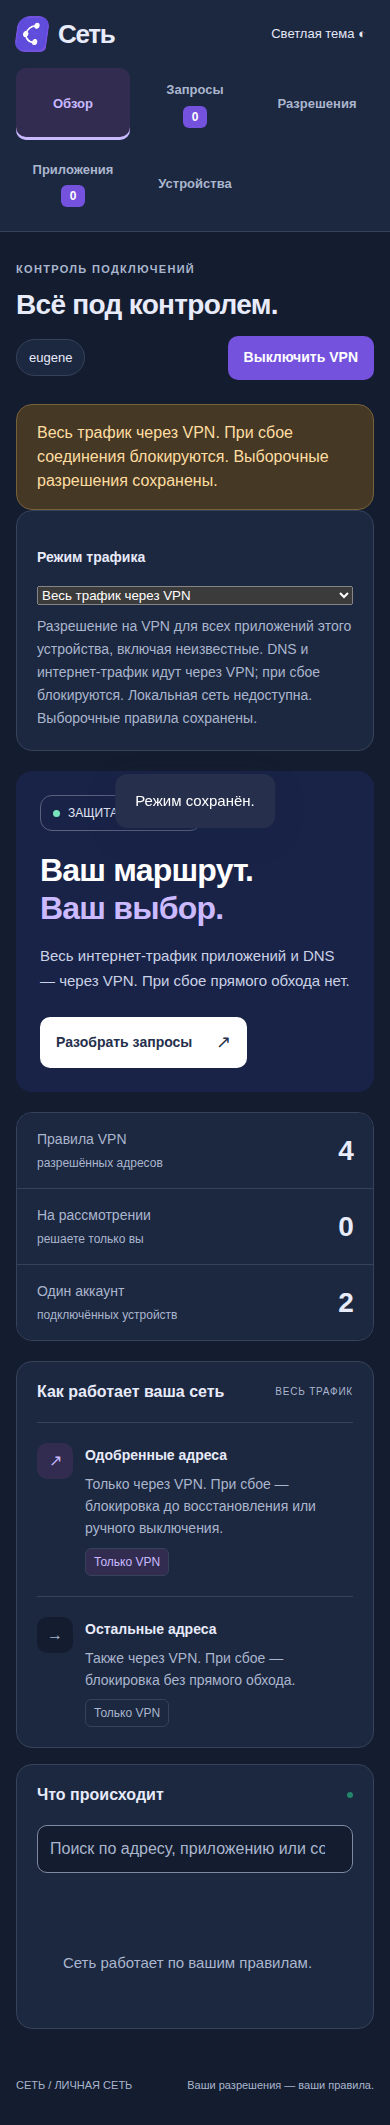 Сеть
Светлая тема
Обзор
Запросы
0
Разрешения
Приложения
0
Устройства
КОНТРОЛЬ ПОДКЛЮЧЕНИЙ
Всё под контролем.
eugene
Выключить VPN
Весь трафик через VPN. При сбое
соединения блокируются. Выборочные
разрешения сохранены.
Режим трафика
Весь трафик через VPN
Разрешение на VPN для всех приложений этого
устройства, включая неизвестные. DNS и
интернет-трафик идут через VPN; при сбое
блокируются. Локальная сеть недоступна.
Выборочные правила сохранены.
Режим сохранён.
Ваш маршрут.
Ваш выбор.
Весь интернет-трафик приложений и DNS
— через VPN. При сбое прямого обхода нет.
Разобрать запросы ↗
Правила VPN
разрешённых адресов
4
На рассмотрении
решаете только вы
0
Один аккаунт
подключённых устройств
2
Как работает ваша сеть
ВЕСЬ ТРАФИК
↗
Одобренные адреса
Только через VPN. При сбое —
блокировка до восстановления или
ручного выключения.
Только VPN
→
Остальные адреса
Также через VPN. При сбое —
блокировка без прямого обхода.
Только VPN
Что происходит
Поиск по адресу, приложению или
Сеть работает по вашим правилам.
СЕТЬ / ЛИЧНАЯ СЕТЬ
Ваши разрешения — ваши правила.